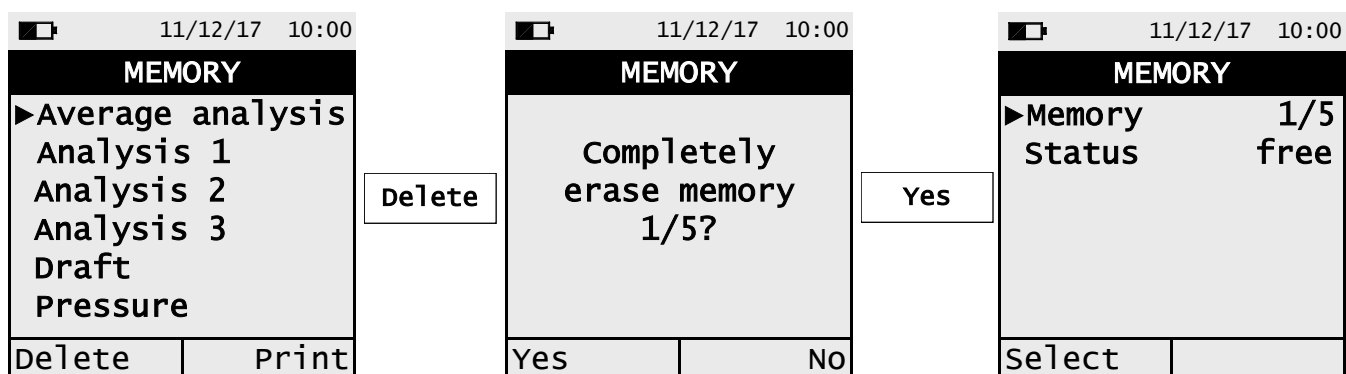 11/12/17 10:00
MEMORY
►Average analysis
Analysis 1
Analysis 2
Analysis 3
Draft
Pressure
Delete Print
Delete
11/12/17 10:00
MEMORY
Completely
erase memory
1/5?
Yes No
Yes
11/12/17 10:00
MEMORY
►Memory 1/5
Status free
Select